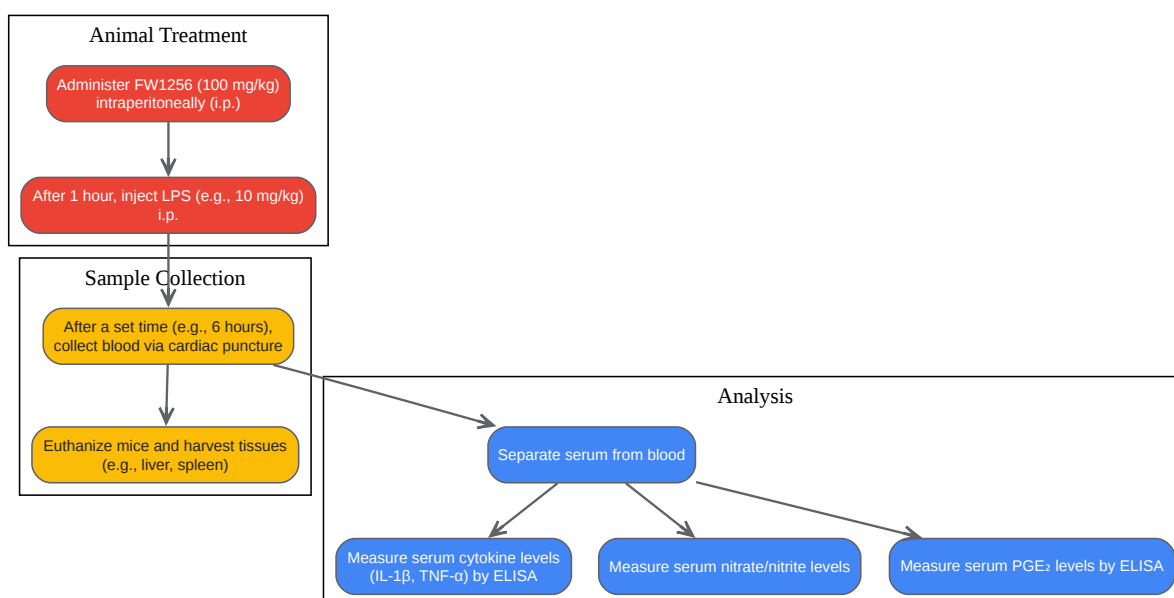 Animal Treatment
Administer FW1256 (100 mg/kg)
intraperitoneally (i.p.)
After 1 hour, inject LPS (e.g., 10 mg/kg)
i.p.
Sample Collection
After a set time (e.g., 6 hours),
collect blood via cardiac puncture
Euthanize mice and harvest tissues
(e.g., liver, spleen)
Analysis
Separate serum from blood
Measure serum cytokine levels
(IL-1β, TNF-α) by ELISA
Measure serum nitrate/nitrite levels
Measure serum PGE₂ levels by ELISA